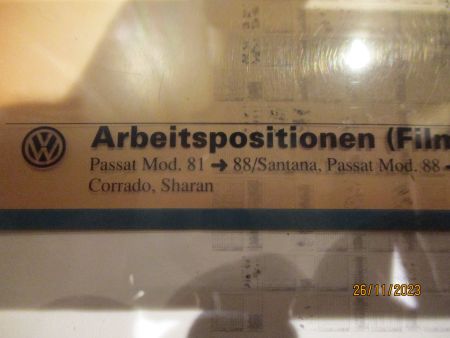 Arbeitspositionen (Film
Passat Mod. 81 → 88/Santana, Passat Mod. 88
Corrado, Sharan
26/11/2023